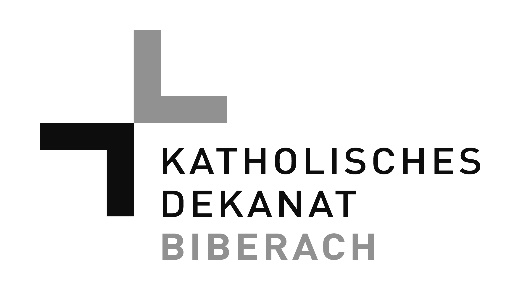 KATHOLISCHES
DEKANAT
BIBERACH